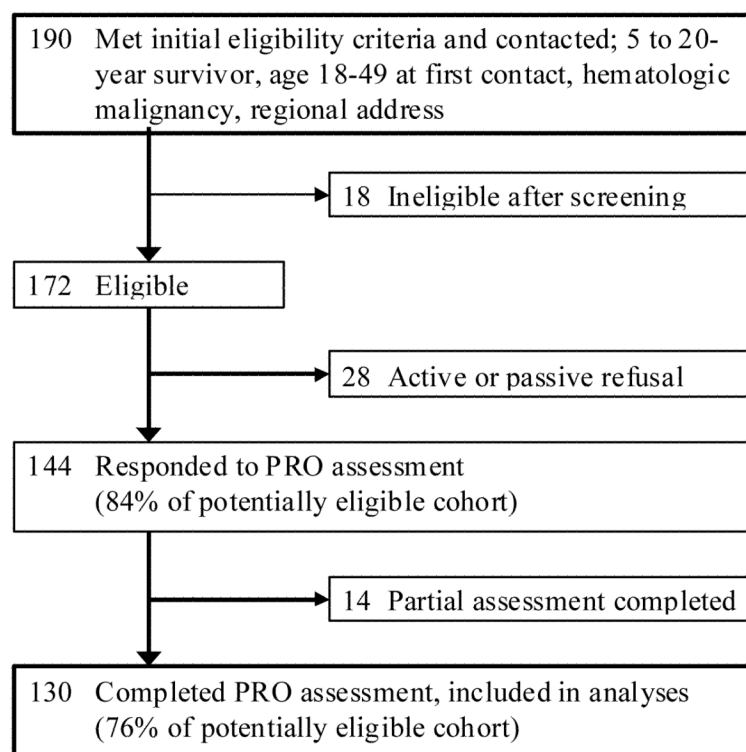 190 Met initial eligibility criteria and contacted; 5 to 20-
year survivor, age 18-49 at first contact, hematologic
malignancy, regional address
18 Ineligible after screening
172 Eligible
28 Active or passive refusal
144 Responded to PRO assessment
(84% of potentially eligible cohort)
14 Partial assessment completed
130 Completed PRO assessment, included in analyses
(76% of potentially eligible cohort)